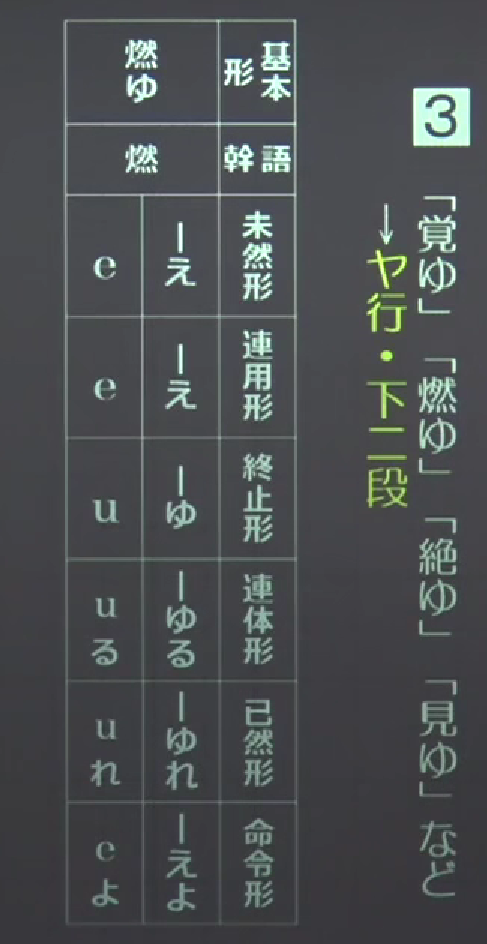 3
「覚ゆ」「燃ゆ」「絶ゆ」「見ゆ」など
→ヤ行・下二段
基本形 語幹 未然形 連用形 終止形 連体形 已然形 命令形
燃ゆ 燃 ーえ ーえ ーゆ ーゆる ーゆれ ーえよ
e e u uる uれ eよ